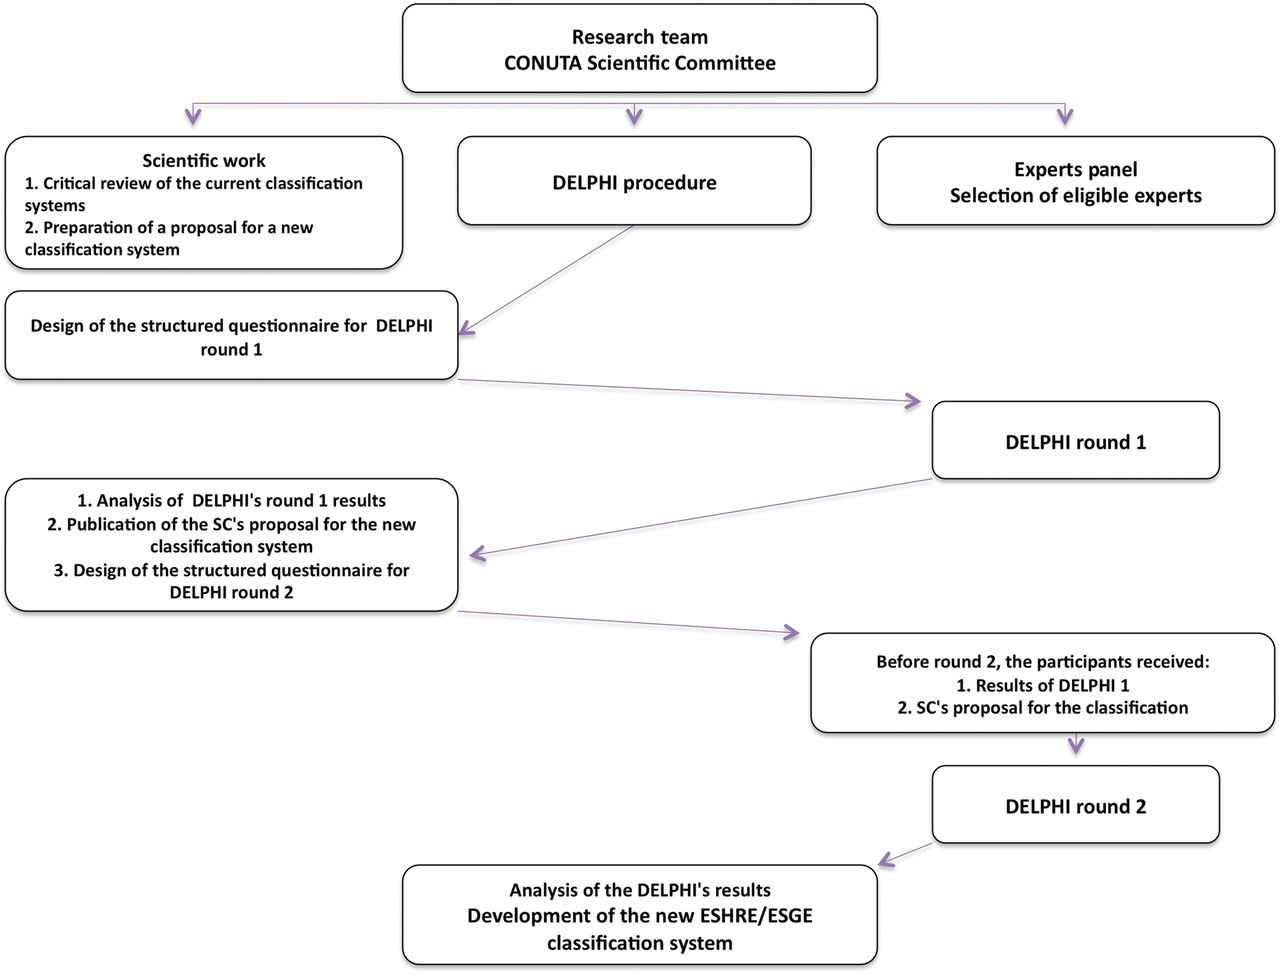 Research team
CONUTA Scientific Committee
Scientific work
1. Critical review of the current classification
systems
2. Preparation of a proposal for a new
classification system
DELPHI procedure
Experts panel
Selection of eligible experts
Design of the structured questionnaire for DELPHI
round 1
DELPHI round 1
1. Analysis of DELPHI's round 1 results
2. Publication of the SC's proposal for the new
classification system
3. Design of the structured questionnaire for
DELPHI round 2
Before round 2, the participants received:
1. Results of DELPHI 1
2. SC's proposal for the classification
DELPHI round 2
Analysis of the DELPHI's results
Development of the new ESHRE/ESGE
classification system